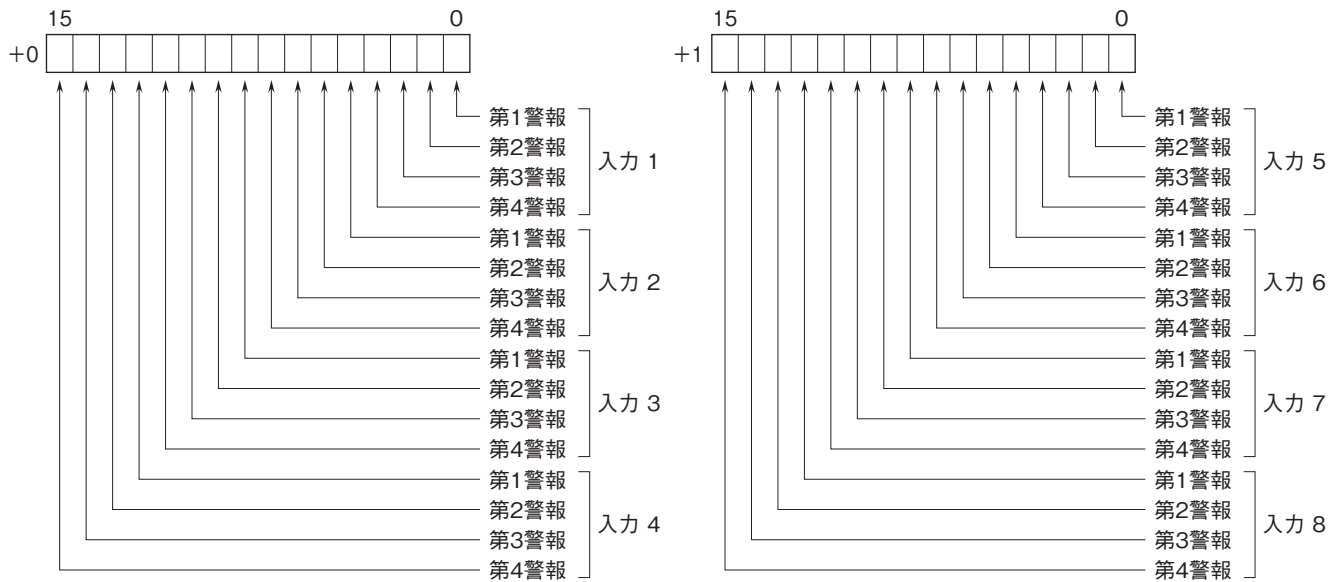 15 0
+0
第1警報
第2警報
第3警報
第4警報
入力 1
第1警報
第2警報
第3警報
第4警報
入力 2
第1警報
第2警報
第3警報
第4警報
入力 3
第1警報
第2警報
第3警報
第4警報
入力 4
15 0
+1
第1警報
第2警報
第3警報
第4警報
入力 5
第1警報
第2警報
第3警報
第4警報
入力 6
第1警報
第2警報
第3警報
第4警報
入力 7
第1警報
第2警報
第3警報
第4警報
入力 8